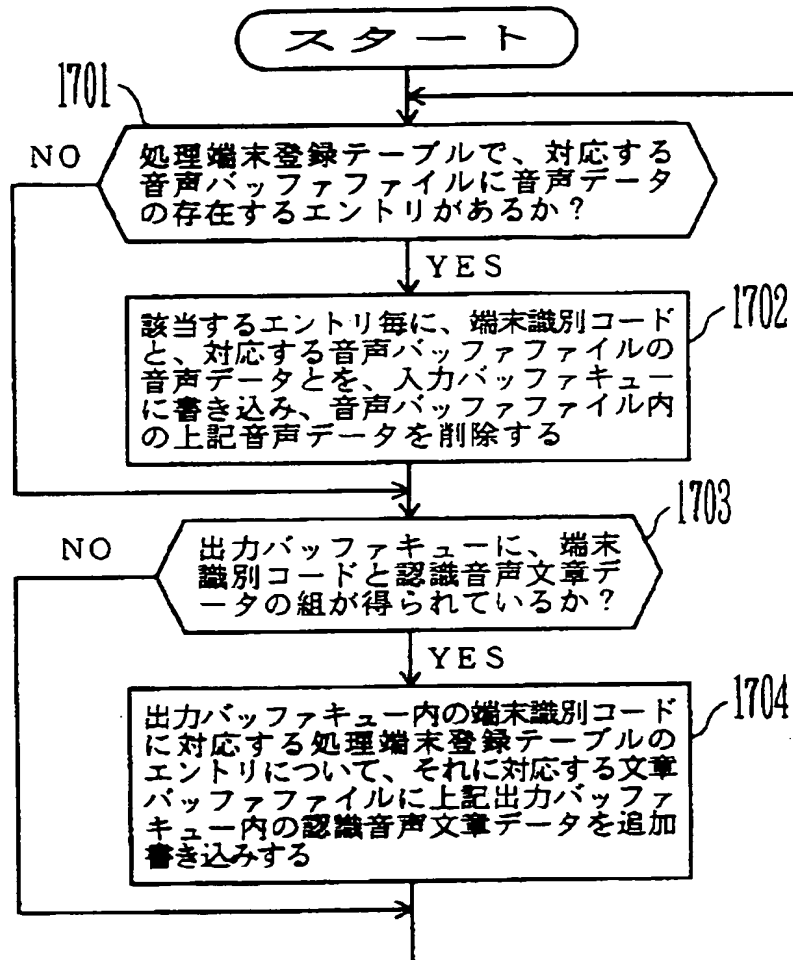 スタート
1701
NO
処理端末登録テーブルで、対応する
音声バッファファイルに音声データ
の存在するエントリがあるか？
YES
1702
該当するエントリ毎に、端末識別コード
と、対応する音声バッファファイルの
音声データとを、入力バッファキュー
に書き込み、音声バッファファイル内
の上記音声データを削除する
1703
NO
出力バッファキューに、端末
識別コードと認識音声文章デ
ータの組が得られているか？
YES
1704
出力バッファキュー内の端末識別コード
に対応する処理端末登録テーブルの
エントリについて、それに対応する文章
バッファファイルに上記出力バッファ
キュー内の認識音声文章データを追加
書き込みする